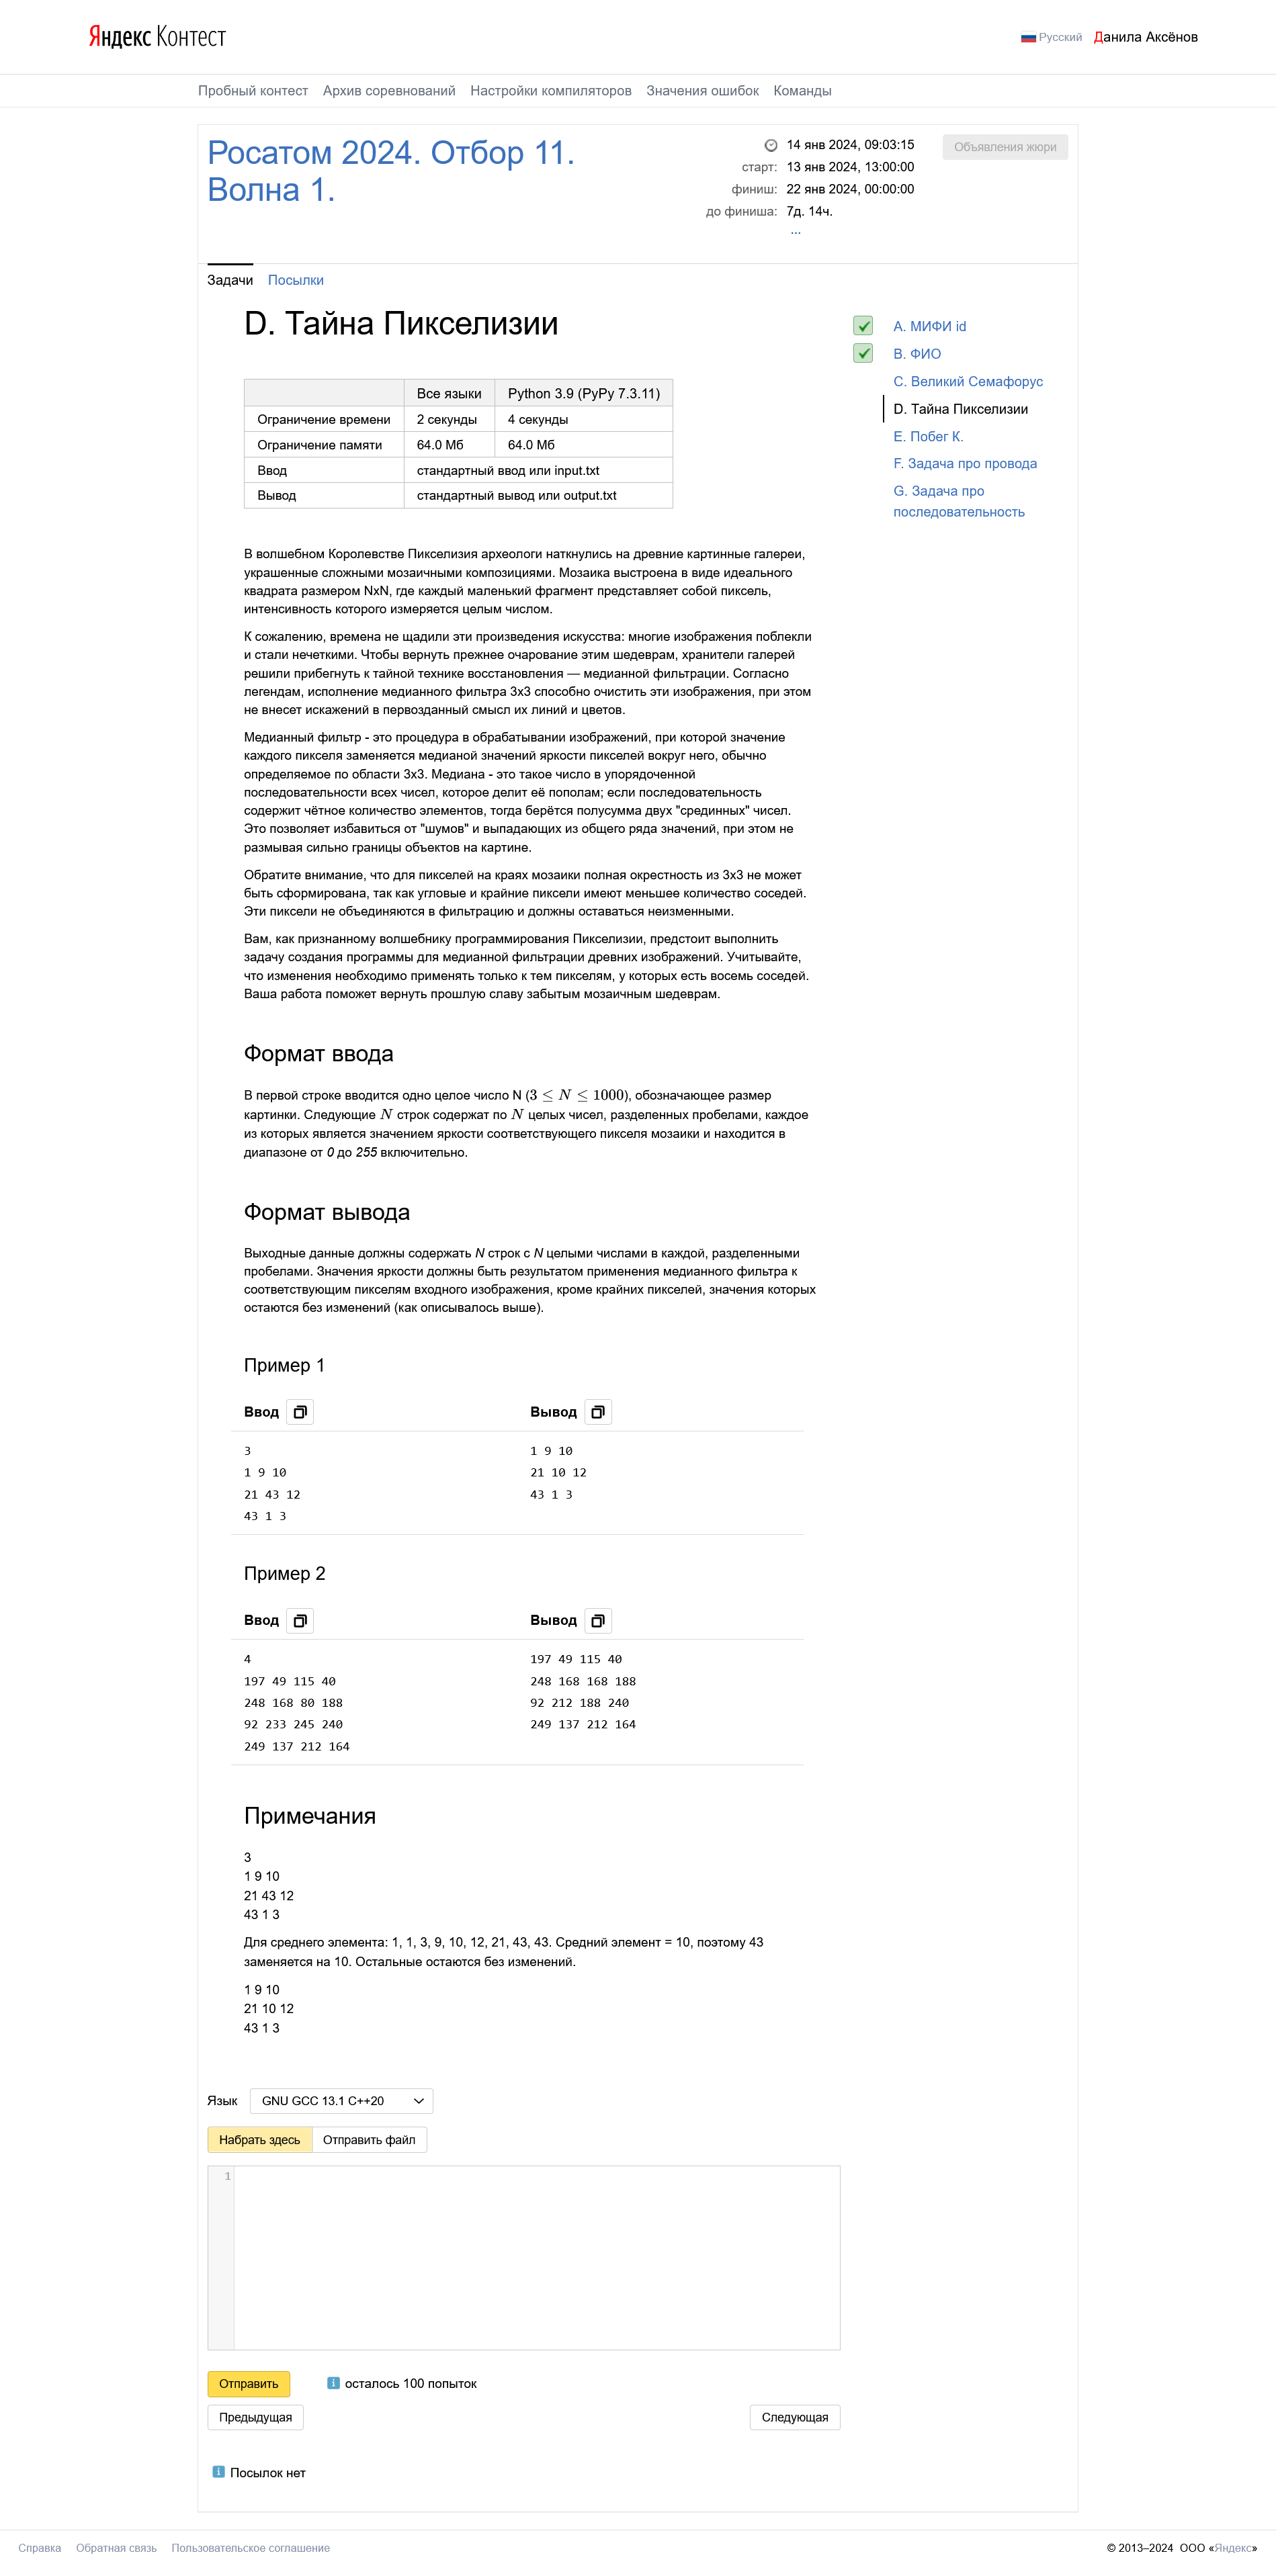 Яндекс Контест
Русский Данила Аксёнов
Пробный контест Архив соревнований Настройки компиляторов Значения ошибок Команды
Росатом 2024. Отбор 11.
Волна 1.
14 янв 2024, 09:03:15
старт: 13 янв 2024, 13:00:00
финиш: 22 янв 2024, 00:00:00
до финиша: 7д. 14ч.
...
Объявления жюри
Задачи Посылки
D. Тайна Пикселизии
Все языки Python 3.9 (PyPy 7.3.11)
Ограничение времени 2 секунды 4 секунды
Ограничение памяти 64.0 Мб 64.0 Мб
Ввод стандартный ввод или input.txt
Вывод стандартный вывод или output.txt
A. МИФИ id
B. ФИО
C. Великий Семафорус
D. Тайна Пикселизии
E. Побег К.
F. Задача про провода
G. Задача про
последовательность
В волшебном Королевстве Пикселизия археологи наткнулись на древние картинные галереи,
украшенные сложными мозаичными композициями. Мозаика выстроена в виде идеального
квадрата размером NxN, где каждый маленький фрагмент представляет собой пиксель,
интенсивность которого измеряется целым числом.
К сожалению, времена не щадили эти произведения искусства: многие изображения поблекли
и стали нечеткими. Чтобы вернуть прежнее очарование этим шедеврам, хранители галерей
решили прибегнуть к тайной технике восстановления — медианной фильтрации. Согласно
легендам, исполнение медианного фильтра 3x3 способно очистить эти изображения, при этом
не внесет искажений в первозданный смысл их линий и цветов.
Медианный фильтр - это процедура в обрабатывании изображений, при которой значение
каждого пикселя заменяется медианой значений яркости пикселей вокруг него, обычно
определяемое по области 3x3. Медиана - это такое число в упорядоченной
последовательности всех чисел, которое делит её пополам; если последовательность
содержит чётное количество элементов, тогда берётся полусумма двух "срединных" чисел.
Это позволяет избавиться от "шумов" и выпадающих из общего ряда значений, при этом не
размывая сильно границы объектов на картине.
Обратите внимание, что для пикселей на краях мозаики полная окрестность из 3x3 не может
быть сформирована, так как угловые и крайние пиксели имеют меньшее количество соседей.
Эти пиксели не объединяются в фильтрацию и должны оставаться неизменными.
Вам, как признанному волшебнику программирования Пикселизии, предстоит выполнить
задачу создания программы для медианной фильтрации древних изображений. Учитывайте,
что изменения необходимо применять только к тем пикселям, у которых есть восемь соседей.
Ваша работа поможет вернуть прошлую славу забытым мозаичным шедеврам.
Формат ввода
В первой строке вводится одно целое число N (3 ≤ N ≤ 1000), обозначающее размер
картинки. Следующие N строк содержат по N целых чисел, разделенных пробелами, каждое
из которых является значением яркости соответствующего пикселя мозаики и находится в
диапазоне от 0 до 255 включительно.
Формат вывода
Выходные данные должны содержать N строк с N целыми числами в каждой, разделенными
пробелами. Значения яркости должны быть результатом применения медианного фильтра к
соответствующим пикселям входного изображения, кроме крайних пикселей, значения которых
остаются без изменений (как описывалось выше).
Пример 1
Ввод Вывод
3 1 9 10
1 9 10 21 10 12
21 43 12 43 1 3
43 1 3
Пример 2
Ввод Вывод
4 197 49 115 40
197 49 115 40 248 168 168 188
248 168 80 188 92 212 188 240
92 233 245 240 249 137 212 164
249 137 212 164
Примечания
3
1 9 10
21 43 12
43 1 3
Для среднего элемента: 1, 1, 3, 9, 10, 12, 21, 43, 43. Средний элемент = 10, поэтому 43
заменяется на 10. Остальные остаются без изменений.
1 9 10
21 10 12
43 1 3
Язык GNU GCC 13.1 C++20
Набрать здесь Отправить файл
1
Отправить осталось 100 попыток
Предыдущая Следующая
Посылок нет
Справка Обратная связь Пользовательское соглашение © 2013–2024 ООО «Яндекс»